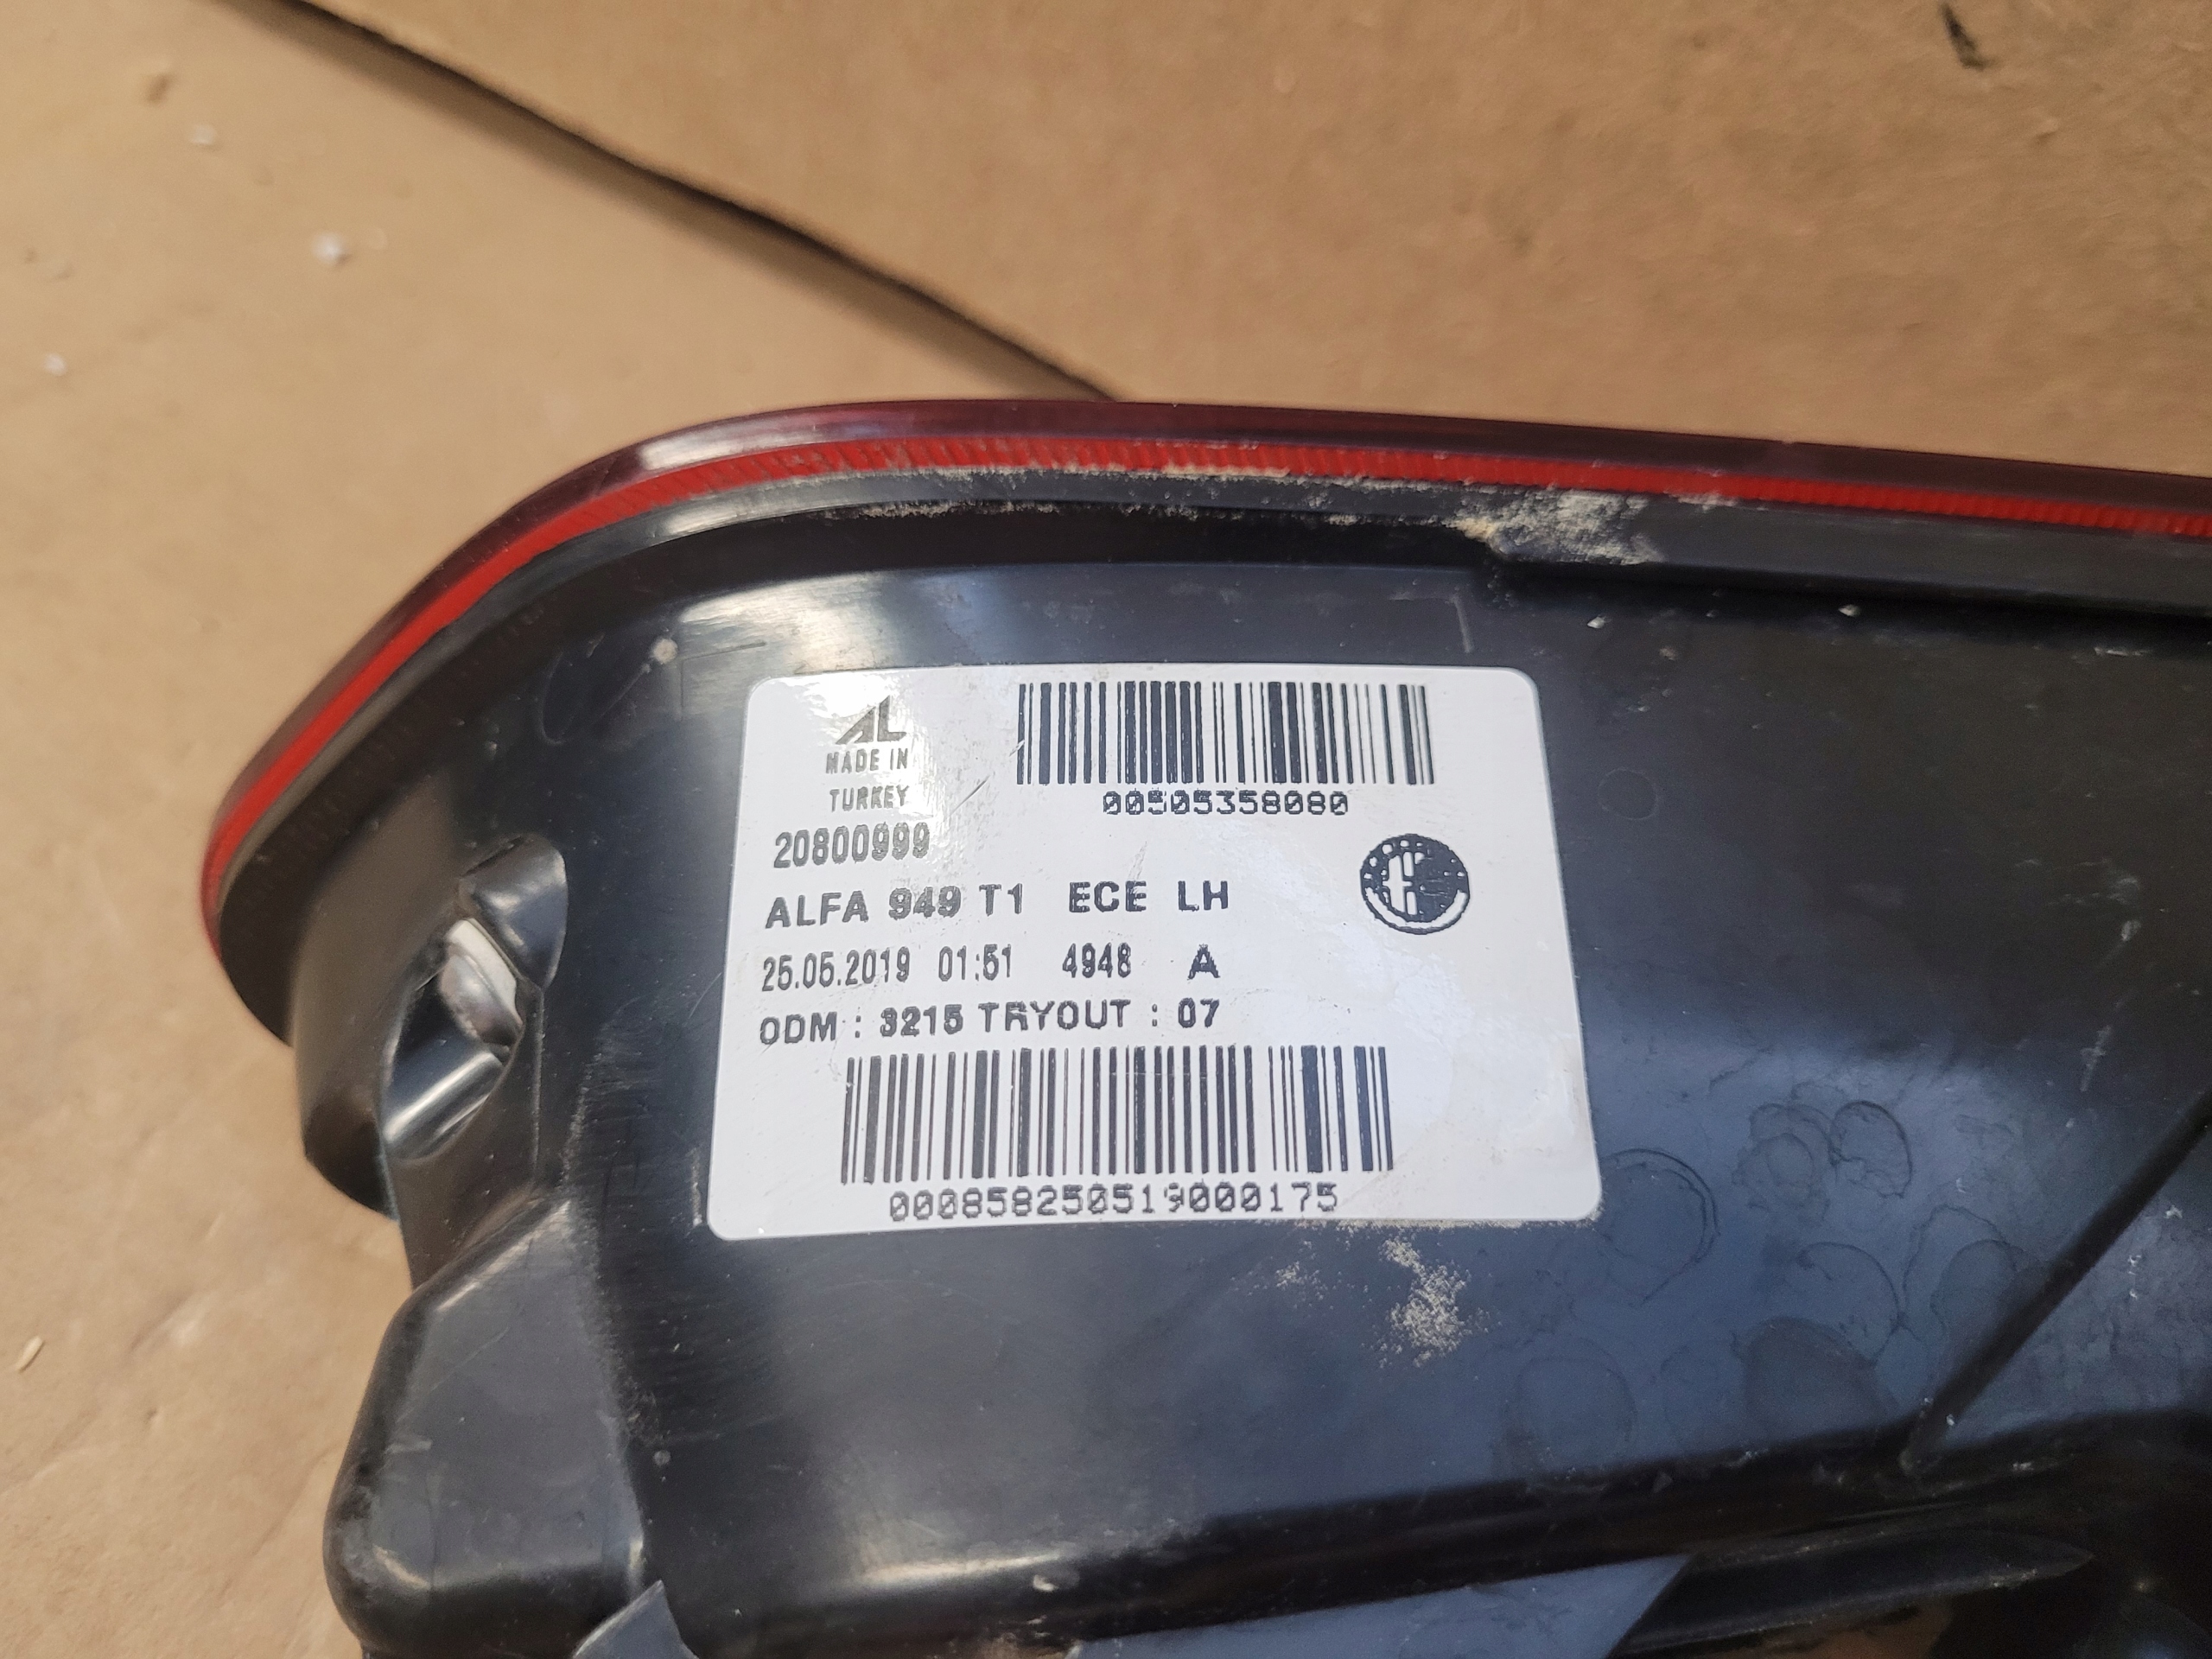 AL
MADE IN
TURKEY
00505358080
20800999
ALFA 949 T1 ECE LH
25.05.2019 01:51 4948 A
ODM : 3215 TRYOUT : 07
000858250519000175